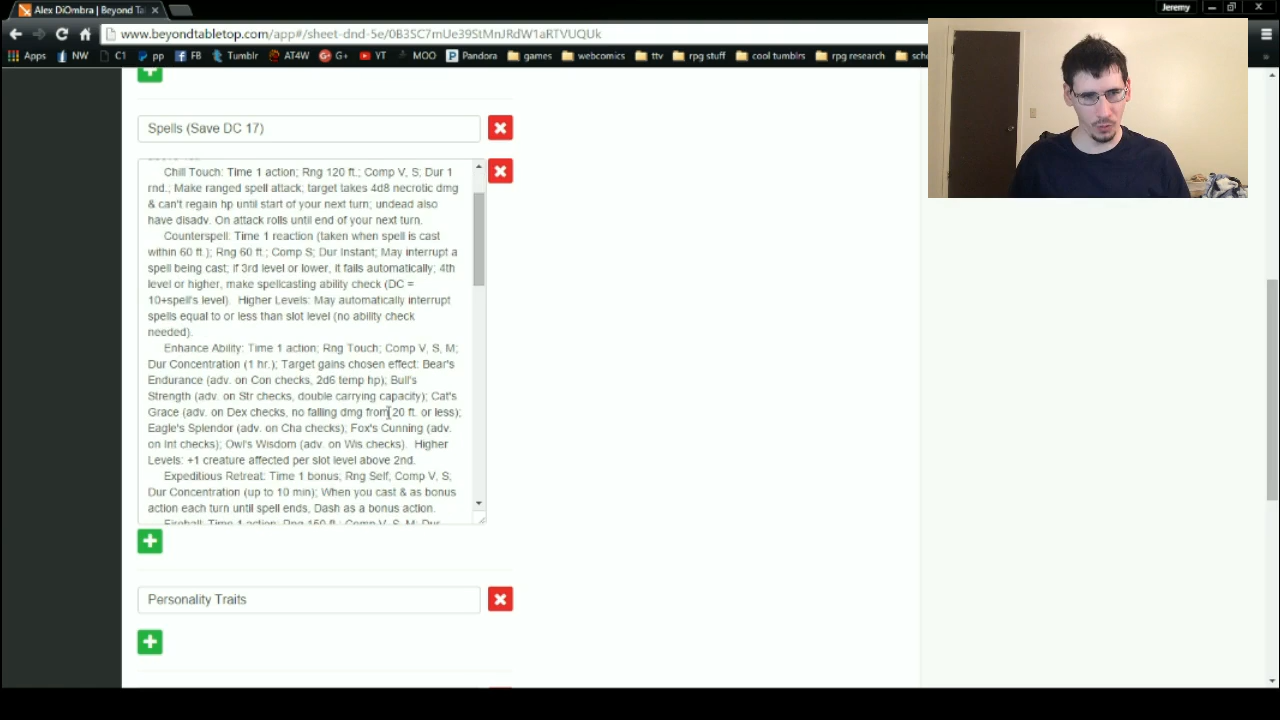 Alex DiOmbra | Beyond Ta
Jeremy
www.beyondtabletop.com/app#/sheet-dnd-5e/0B3SC7mUe39StMnJRdW1aRTVUQUk
Apps NW C1 pp FB Tumblr AT4W G+ YT MOO Pandora games webcomics ttv rpg stuff cool tumblrs rpg research sch
Spells (Save DC 17)
Chill Touch: Time 1 action; Rng 120 ft.; Comp V, S; Dur 1
rnd.; Make ranged spell attack; target takes 4d8 necrotic dmg
& can't regain hp until start of your next turn; undead also
have disadv. On attack rolls until end of your next turn.
Counterspell: Time 1 reaction (taken when spell is cast
within 60 ft.); Rng 60 ft.; Comp S; Dur Instant; May interrupt a
spell being cast; if 3rd level or lower, it fails automatically; 4th
level or higher, make spellcasting ability check (DC =
10+spell's level). Higher Levels: May automatically interrupt
spells equal to or less than slot level (no ability check
needed).
Enhance Ability: Time 1 action; Rng Touch; Comp V, S, M;
Dur Concentration (1 hr.); Target gains chosen effect: Bear's
Endurance (adv. on Con checks, 2d6 temp hp); Bull's
Strength (adv. on Str checks, double carrying capacity); Cat's
Grace (adv. on Dex checks, no falling dmg from 20 ft. or less);
Eagle's Splendor (adv. on Cha checks); Fox's Cunning (adv.
on Int checks); Owl's Wisdom (adv. on Wis checks). Higher
Levels: +1 creature affected per slot level above 2nd.
Expeditious Retreat: Time 1 bonus; Rng Self, Comp V, S;
Dur Concentration (up to 10 min); When you cast & as bonus
action each turn until spell ends, Dash as a bonus action.
Fireball: Time 1 action; Rng 150 ft.; Comp V, S, M; Dur
Personality Traits